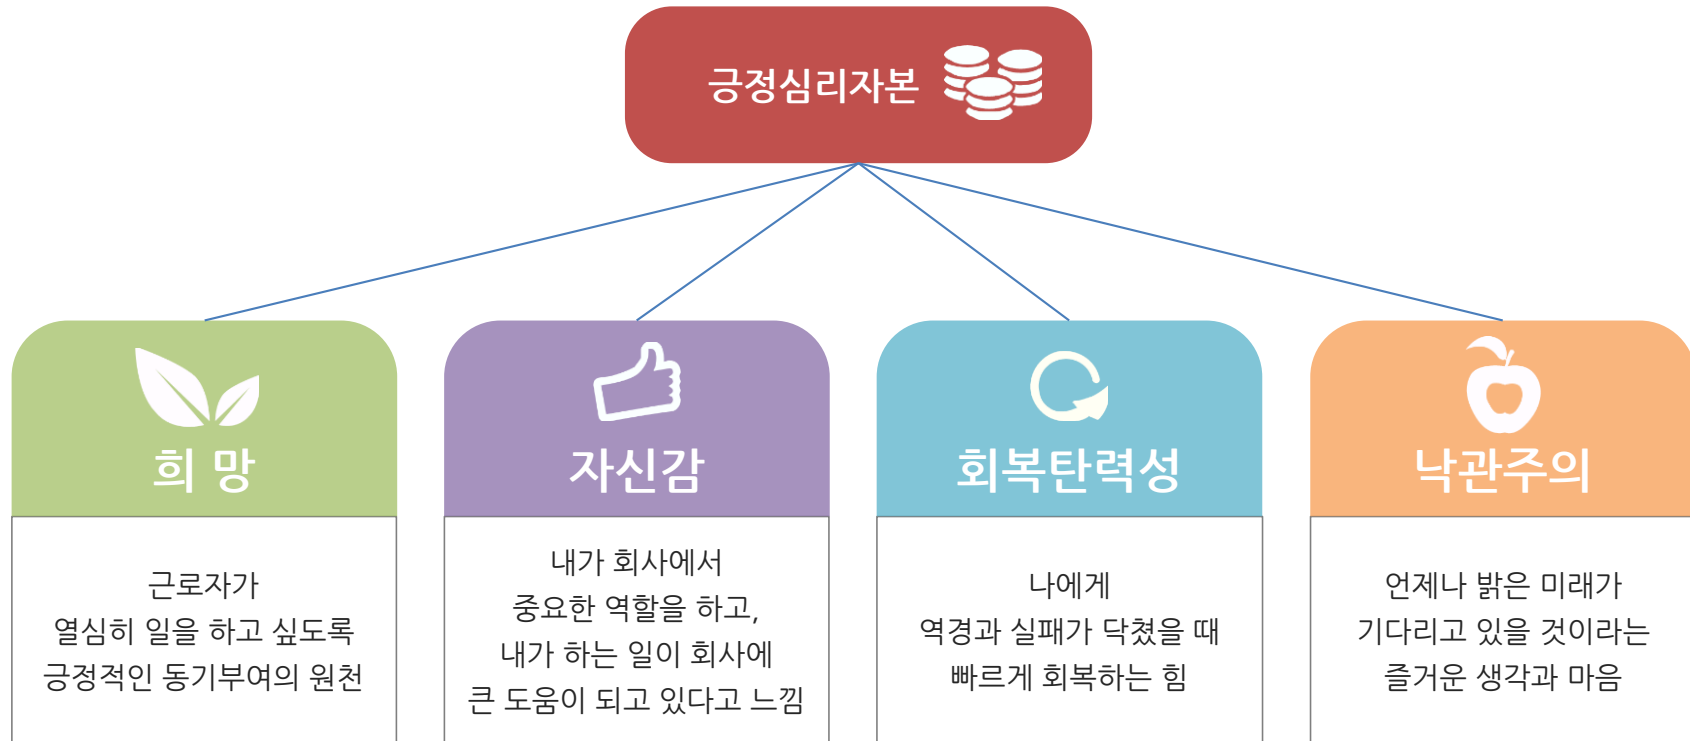 긍정심리자본
희 망
근로자가
열심히 일을 하고 싶도록
긍정적인 동기부여의 원천
자신감
내가 회사에서
중요한 역할을 하고,
내가 하는 일이 회사에
큰 도움이 되고 있다고 느낌
회복탄력성
나에게
역경과 실패가 닥쳤을 때
빠르게 회복하는 힘
낙관주의
언제나 밝은 미래가
기다리고 있을 것이라는
즐거운 생각과 마음